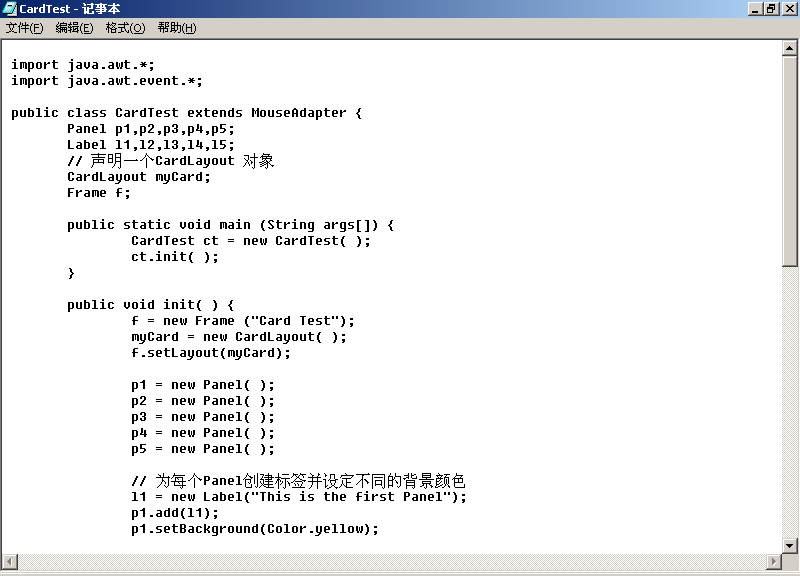 CardTest - 记事本
文件(F) 编辑(E) 格式(O) 帮助(H)
import java.awt.*;
import java.awt.event.*;
public class CardTest extends MouseAdapter {
Panel p1,p2,p3,p4,p5;
Label l1,l2,l3,l4,l5;
// 声明一个CardLayout 对象
CardLayout myCard;
Frame f;
public static void main (String args[]) {
CardTest ct = new CardTest( );
ct.init( );
}
public void init( ) {
f = new Frame ("Card Test");
myCard = new CardLayout( );
f.setLayout(myCard);
p1 = new Panel( );
p2 = new Panel( );
p3 = new Panel( );
p4 = new Panel( );
p5 = new Panel( );
// 为每个Panel创建标签并设定不同的背景颜色
l1 = new Label("This is the first Panel");
p1.add(l1);
p1.setBackground(Color.yellow);